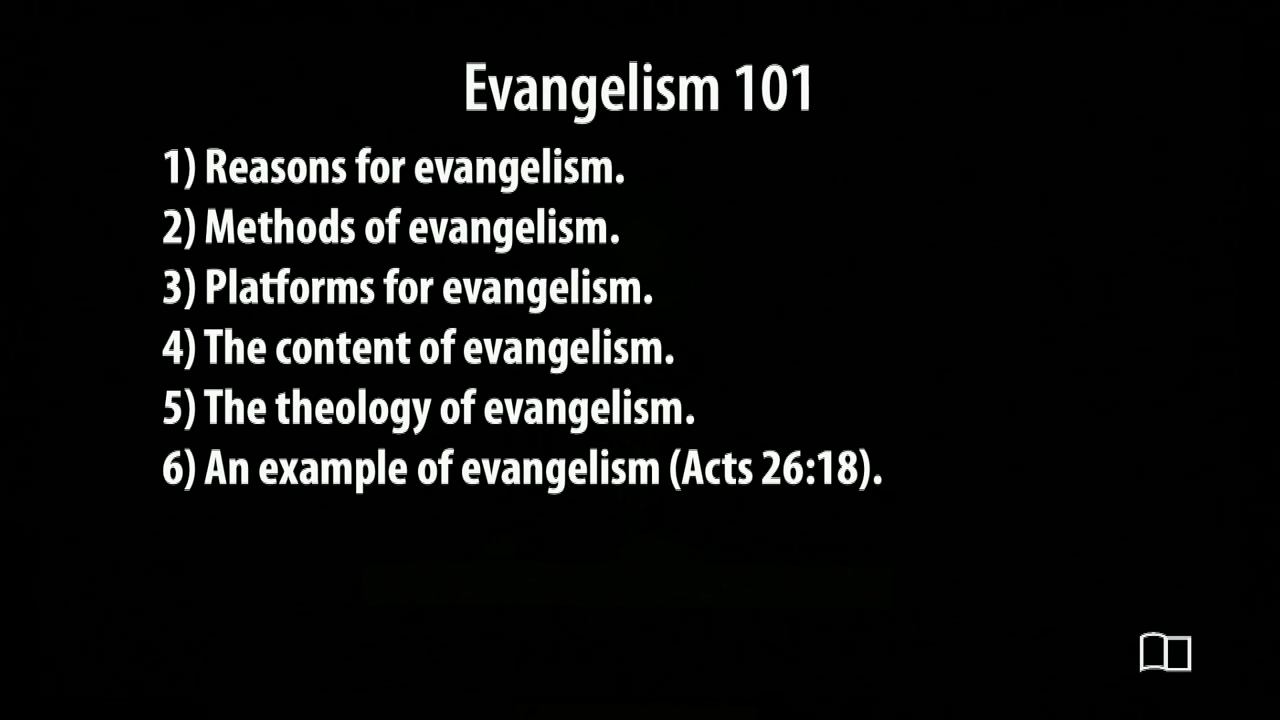 Evangelism 101
1) Reasons for evangelism.
2) Methods of evangelism.
3) Platforms for evangelism.
4) The content of evangelism.
5) The theology of evangelism.
6) An example of evangelism (Acts 26:18).